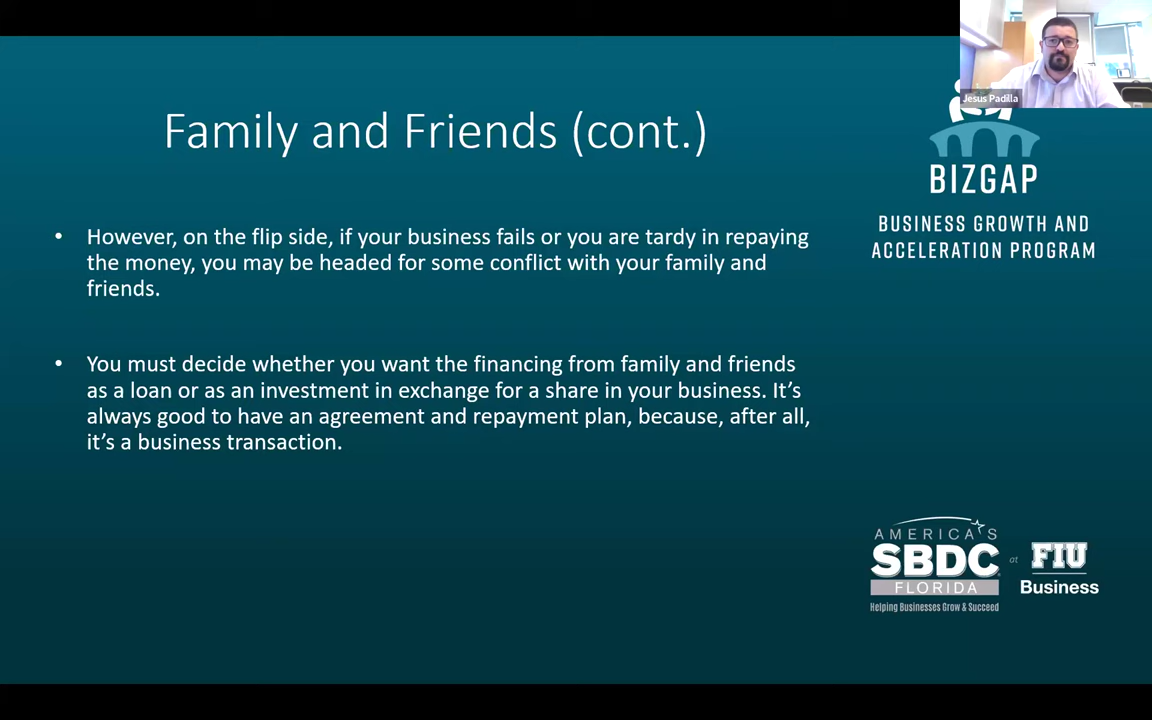 Jesus Padilla
Family and Friends (cont.)
BIZGAP
BUSINESS GROWTH AND
ACCELERATION PROGRAM
• However, on the flip side, if your business fails or you are tardy in repaying
the money, you may be headed for some conflict with your family and
friends.
• You must decide whether you want the financing from family and friends
as a loan or as an investment in exchange for a share in your business. It’s
always good to have an agreement and repayment plan, because, after all,
it’s a business transaction.
AMERICA'S
SBDC
FLORIDA
Helping Businesses Grow & Succeed
at
FIU
Business